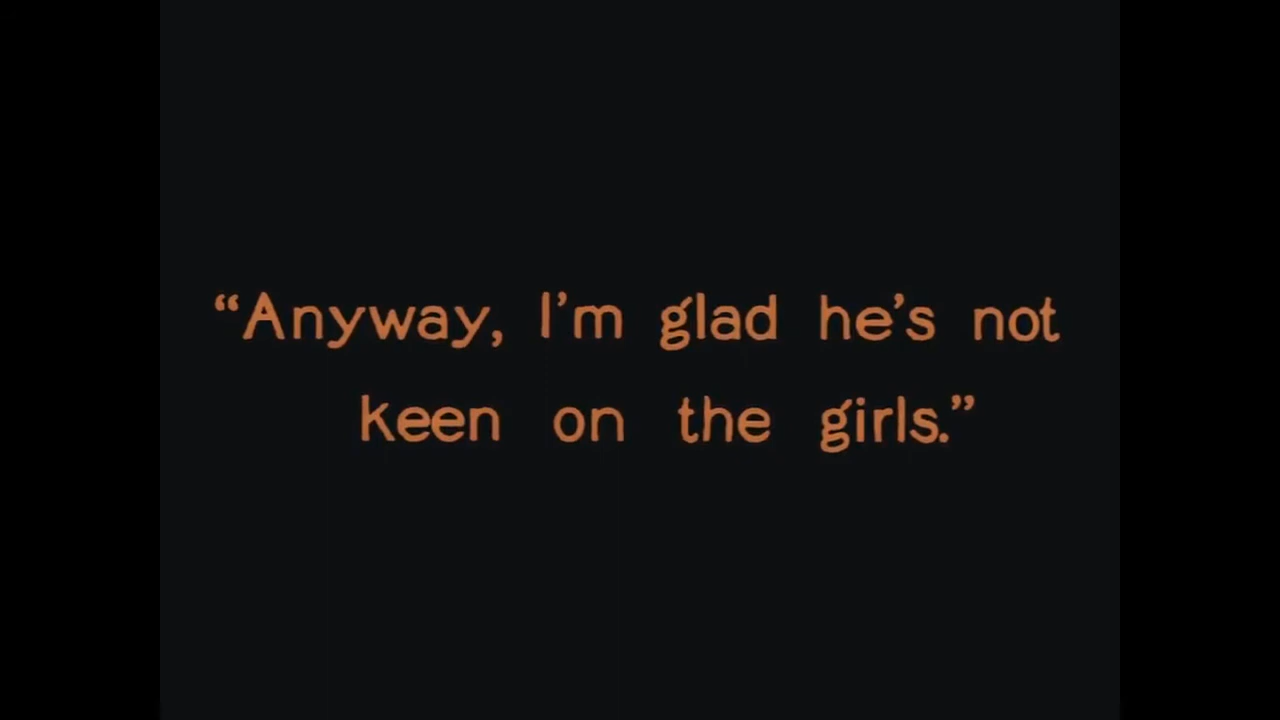 “Anyway, I’m glad he’s not
keen on the girls.”